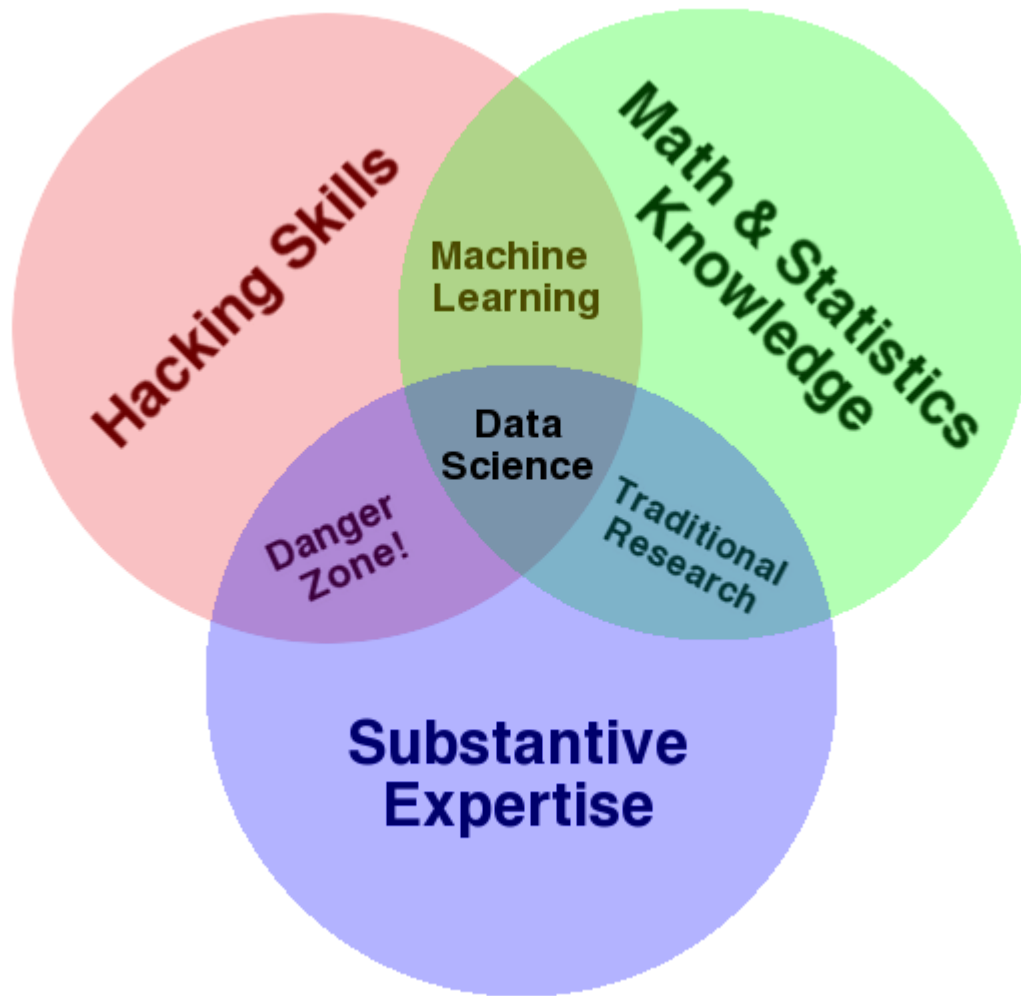 Hacking Skills
Math & Statistics
Knowledge
Machine
Learning
Data
Science
Danger
Zone!
Traditional
Research
Substantive
Expertise